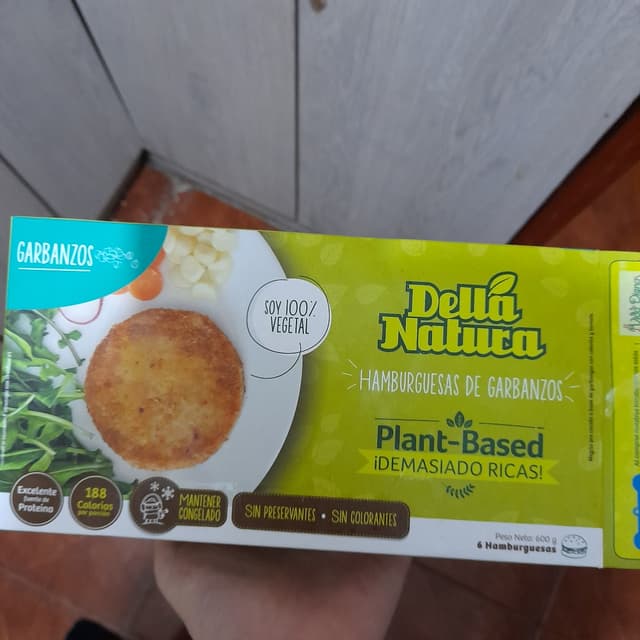 GARBANZOS
SOY 100%
VEGETAL
Della
Natura
HAMBURGUESAS DE GARBANZOS
Plant-Based
¡DEMASIADO RICAS!
Excelente
fuente de
Proteína
188
Calorías
por porción
MANTENER
CONGELADO
SIN PRESERVANTES • SIN COLORANTES
Peso Neto: 600 g
6 Hamburguesas